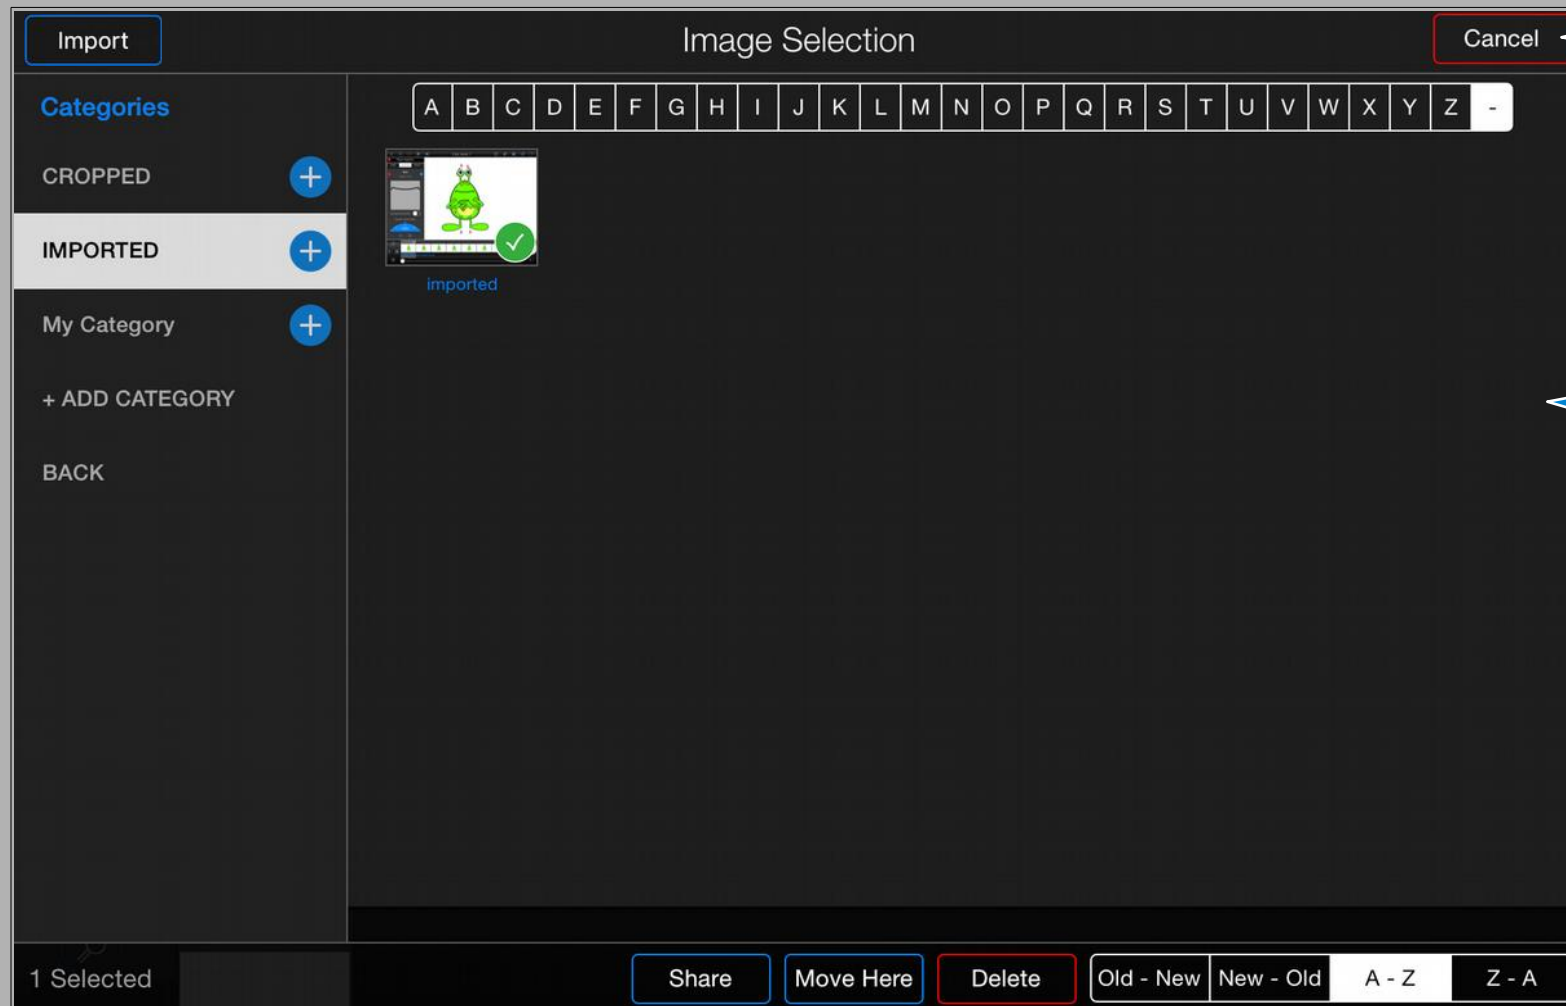 Import
Image Selection
Cancel
Categories
A B C D E F G H I J K L M N O P Q R S T U V W X Y Z -
CROPPED
IMPORTED
imported
My Category
+ ADD CATEGORY
BACK
1 Selected
Share
Move Here
Delete
Old - New
New - Old
A - Z
Z - A